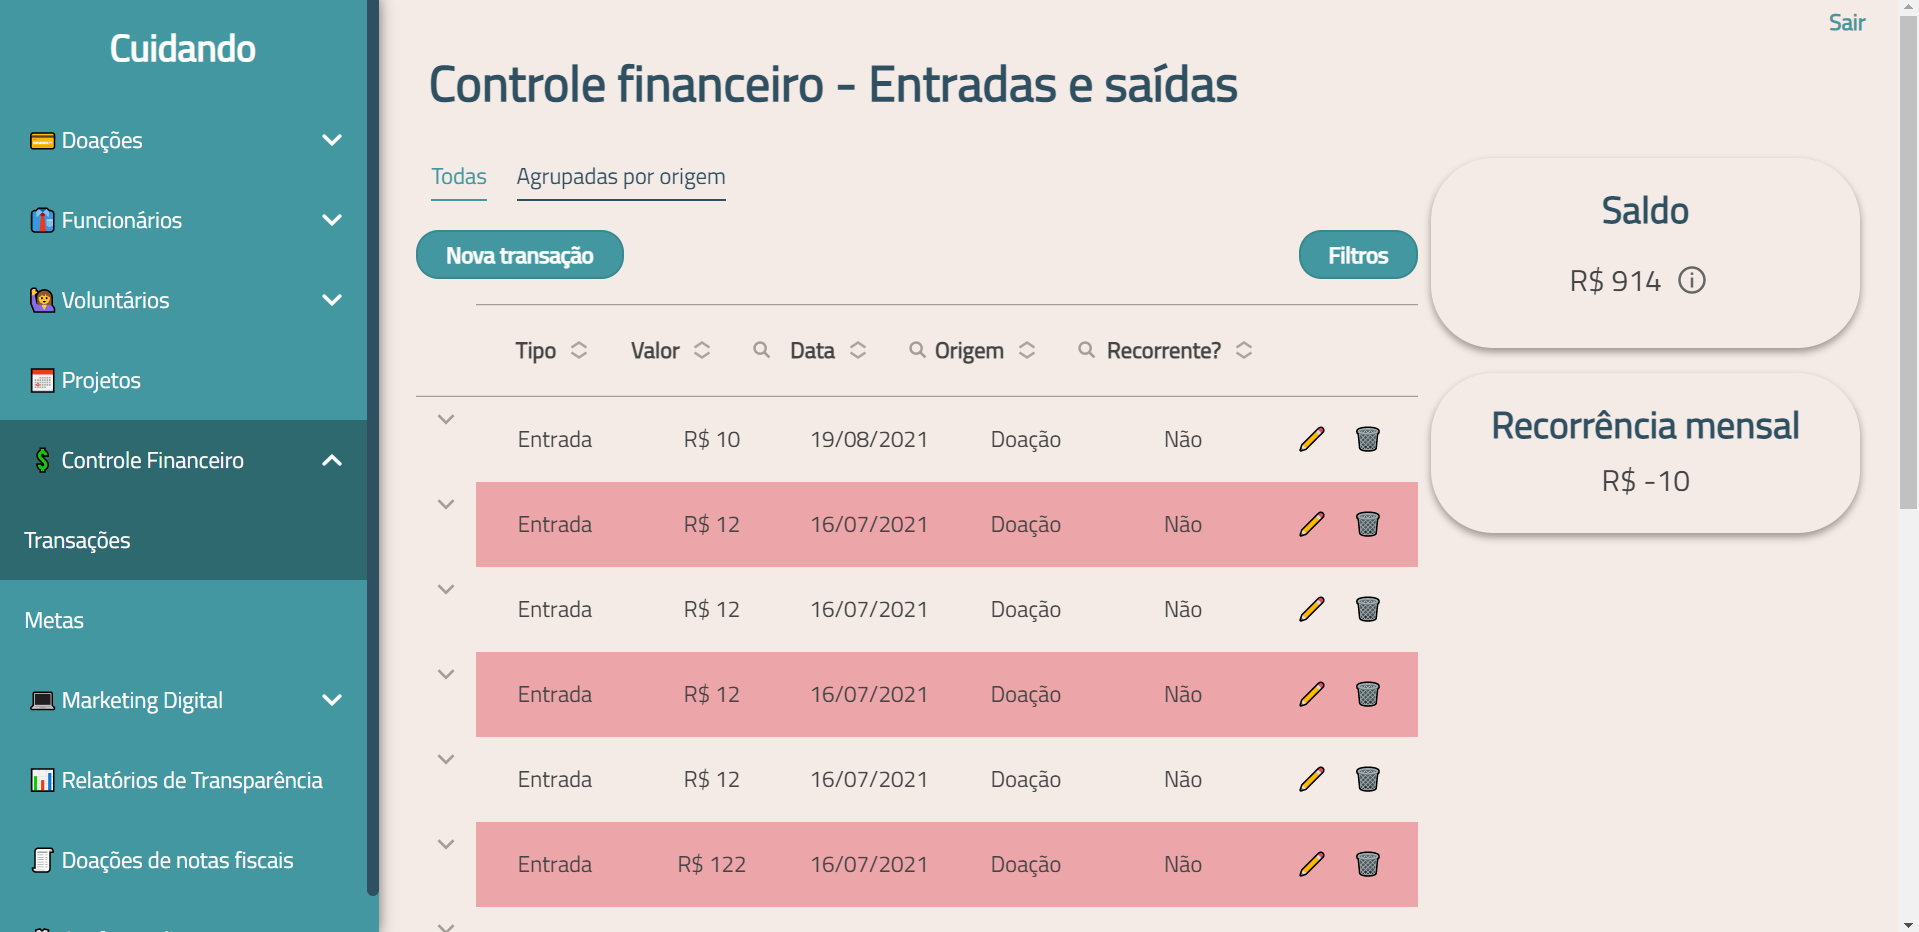 Cuidando
Doações
Funcionários
Voluntários
Projetos
Controle Financeiro
Transações
Metas
Marketing Digital
Relatórios de Transparência
Doações de notas fiscais
Sair
Controle financeiro - Entradas e saídas
Todas Agrupadas por origem
Nova transação Filtros
Tipo Valor Data Origem Recorrente?
Entrada R$ 10 19/08/2021 Doação Não
Entrada R$ 12 16/07/2021 Doação Não
Entrada R$ 12 16/07/2021 Doação Não
Entrada R$ 12 16/07/2021 Doação Não
Entrada R$ 12 16/07/2021 Doação Não
Entrada R$ 122 16/07/2021 Doação Não
Saldo
R$ 914
Recorrência mensal
R$ -10